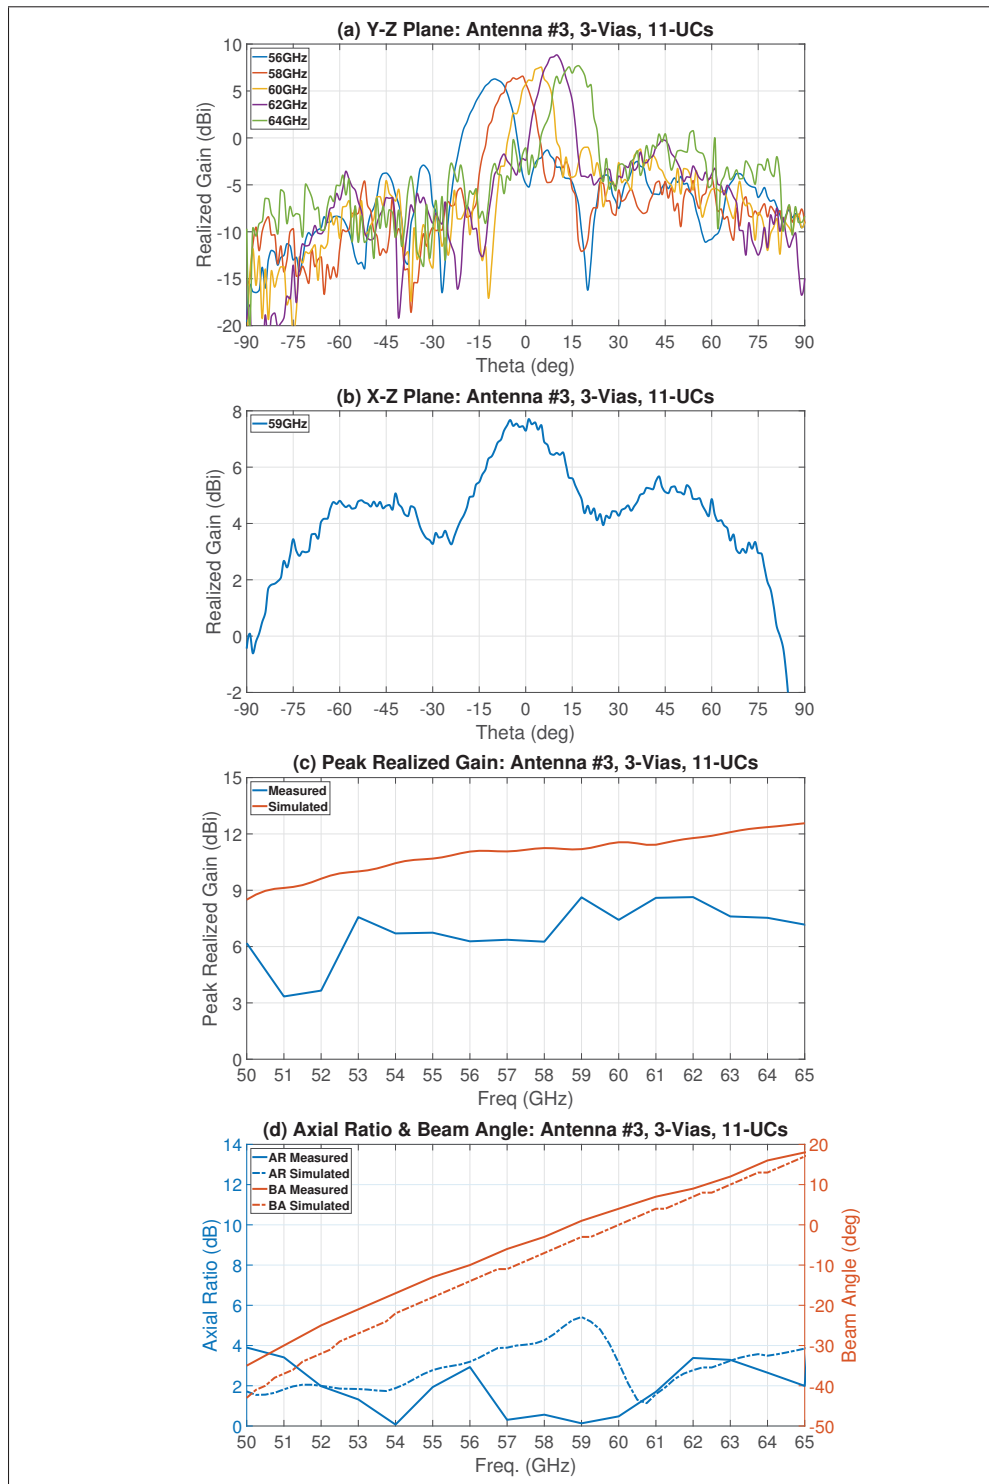 (a) Y-Z Plane: Antenna #3, 3-Vias, 11-UCs
10
5
0
-5
-10
-15
-20
Realized Gain (dBi)
56GHz
58GHz
60GHz
62GHz
64GHz
-90 -75 -60 -45 -30 -15 0 15 30 45 60 75 90
Theta (deg)
(b) X-Z Plane: Antenna #3, 3-Vias, 11-UCs
8
6
4
2
0
-2
Realized Gain (dBi)
59GHz
-90 -75 -60 -45 -30 -15 0 15 30 45 60 75 90
Theta (deg)
(c) Peak Realized Gain: Antenna #3, 3-Vias, 11-UCs
15
12
9
6
3
0
Peak Realized Gain (dBi)
Measured
Simulated
50 51 52 53 54 55 56 57 58 59 60 61 62 63 64 65
Freq (GHz)
(d) Axial Ratio & Beam Angle: Antenna #3, 3-Vias, 11-UCs
14
12
10
8
6
4
2
0
Axial Ratio (dB)
AR Measured
AR Simulated
BA Measured
BA Simulated
20
10
0
-10
-20
-30
-40
-50
Beam Angle (deg)
50 51 52 53 54 55 56 57 58 59 60 61 62 63 64 65
Freq. (GHz)